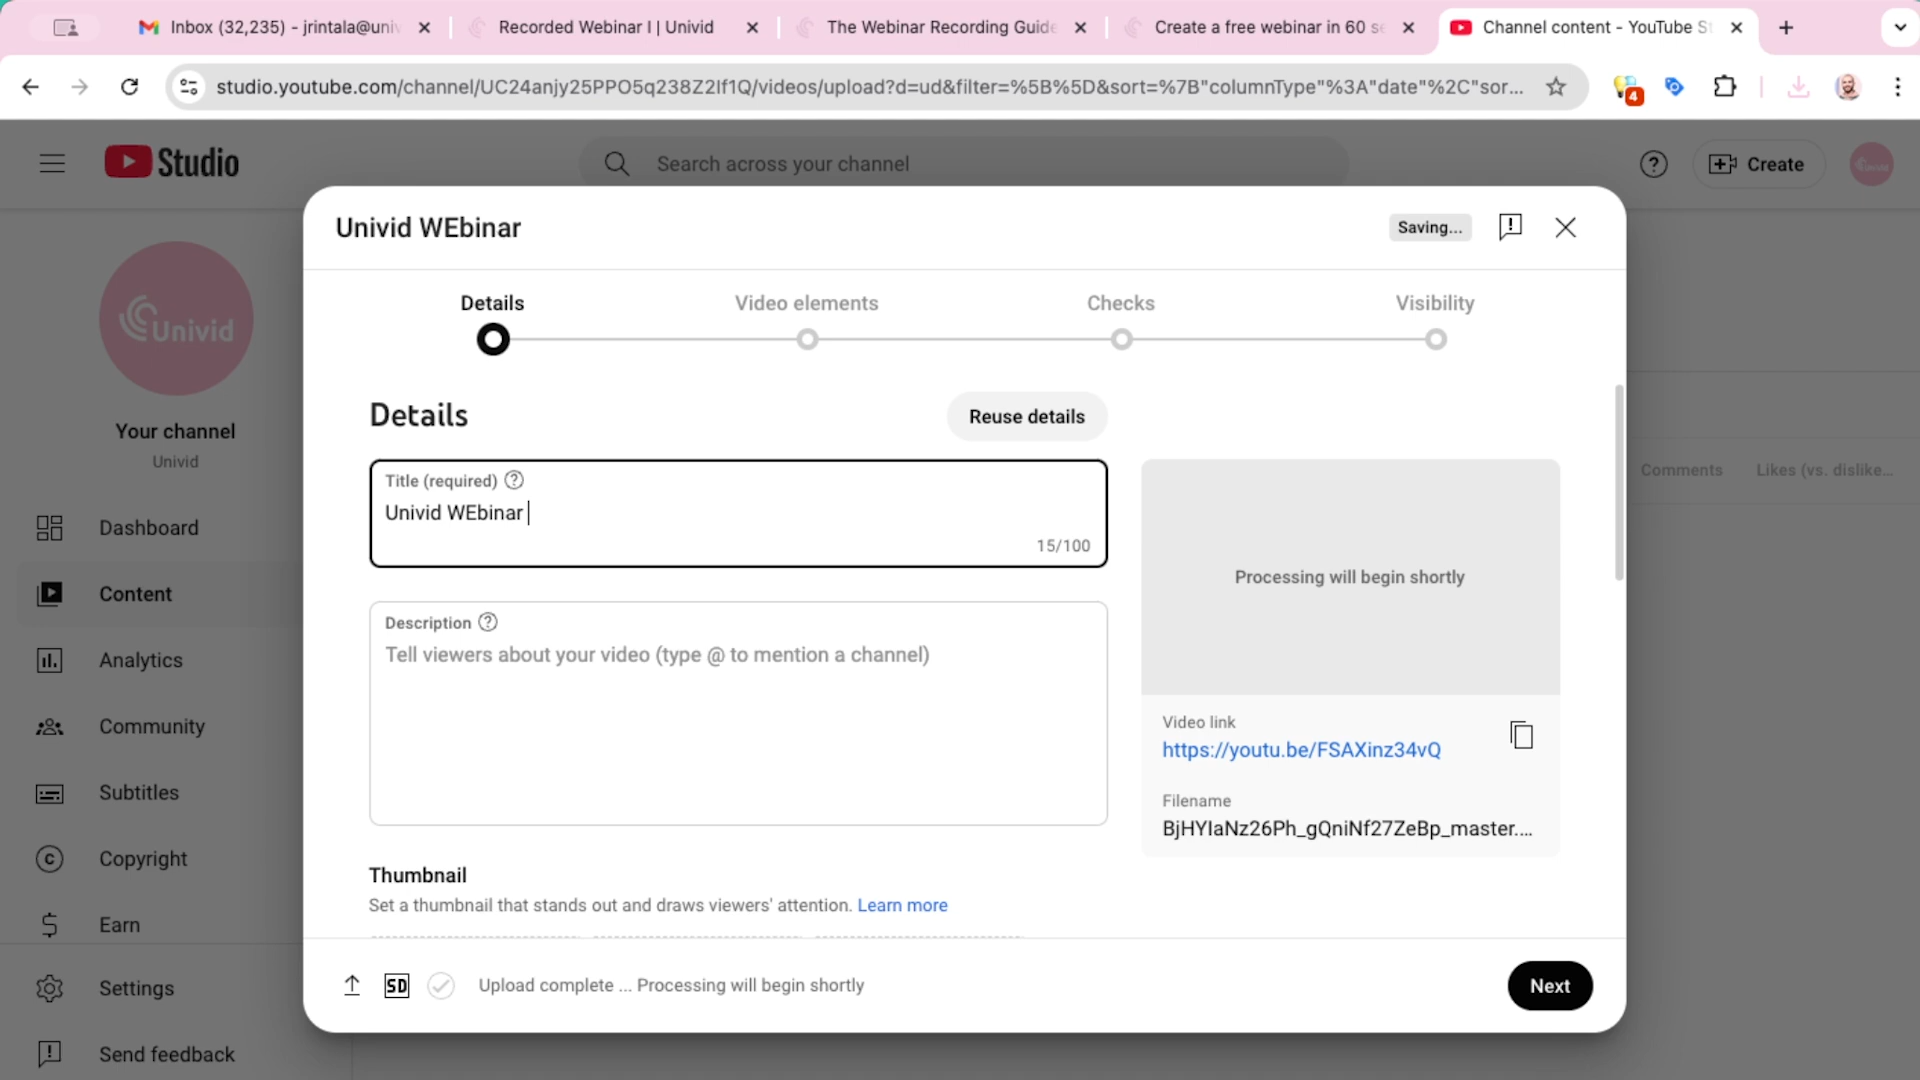 Inbox (32,235) - jrintala@univ
Recorded Webinar I | Univid
The Webinar Recording Guide
Create a free webinar in 60 se
Channel content - YouTube St
studio.youtube.com/channel/UC24anjy25PPO5q238Z2If1Q/videos/upload?d=ud&filter=%5B%5D&sort=%7B"columnType"%3A"date"%2C"sor...
4
Studio
Search across your channel
Create
Univid
Univid WEbinar
Saving...
Details
Video elements
Checks
Visibility
Univid
Your channel
Univid
Dashboard
Content
Analytics
Community
Subtitles
Copyright
Earn
Settings
Send feedback
Details
Reuse details
Title (required)
Univid WEbinar
15/100
Description
Tell viewers about your video (type @ to mention a channel)
Processing will begin shortly
Video link
https://youtu.be/FSAXinz34vQ
Filename
BjHYIaNz26Ph_gQniNf27ZeBp_master....
Comments
Likes (vs. dislike...
Thumbnail
Set a thumbnail that stands out and draws viewers' attention. Learn more
SD
Upload complete ... Processing will begin shortly
Next